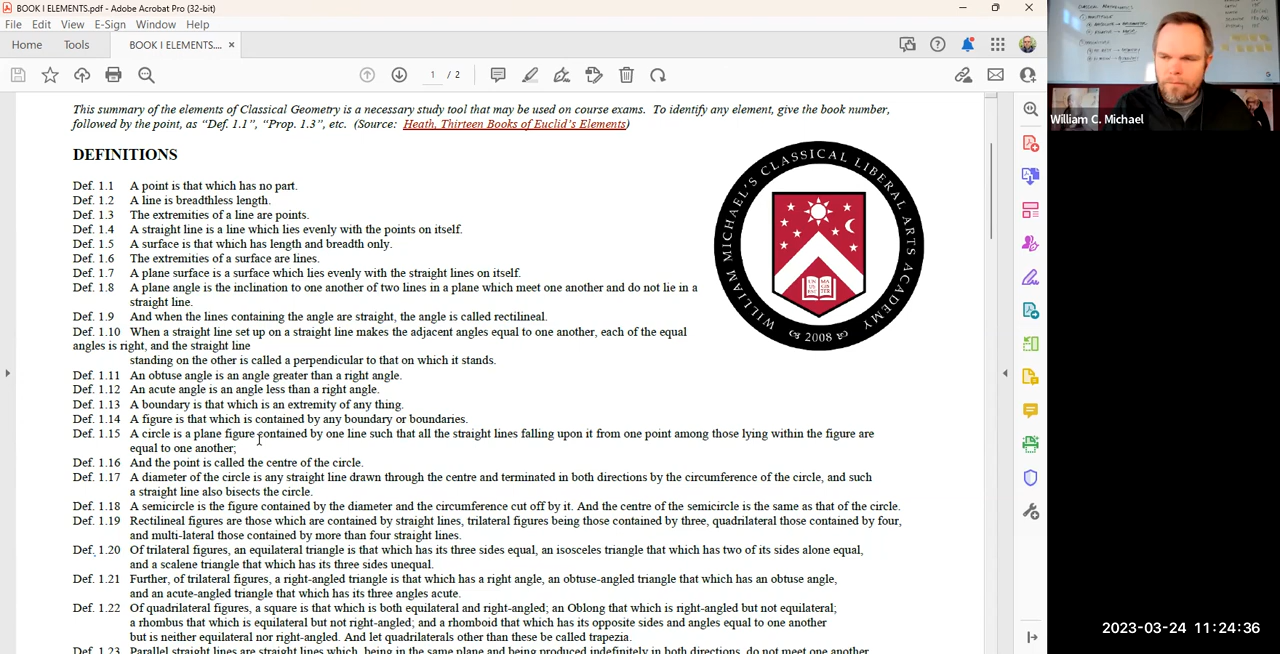 BOOK I ELEMENTS.pdf - Adobe Acrobat Pro (32-bit)
File Edit View E-Sign Window Help
Home Tools BOOK I ELEMENTS.... ×
1 / 2
This summary of the elements of Classical Geometry is a necessary study tool that may be used on course exams. To identify any element, give the book number,
followed by the point, as “Def. 1.1”, “Prop. 1.3”, etc. (Source: Heath, Thirteen Books of Euclid’s Elements)
DEFINITIONS
Def. 1.1 A point is that which has no part.
Def. 1.2 A line is breadthless length.
Def. 1.3 The extremities of a line are points.
Def. 1.4 A straight line is a line which lies evenly with the points on itself.
Def. 1.5 A surface is that which has length and breadth only.
Def. 1.6 The extremities of a surface are lines.
Def. 1.7 A plane surface is a surface which lies evenly with the straight lines on itself.
Def. 1.8 A plane angle is the inclination to one another of two lines in a plane which meet one another and do not lie in a
straight line.
Def. 1.9 And when the lines containing the angle are straight, the angle is called rectilineal.
Def. 1.10 When a straight line set up on a straight line makes the adjacent angles equal to one another, each of the equal
angles is right, and the straight line
standing on the other is called a perpendicular to that on which it stands.
Def. 1.11 An obtuse angle is an angle greater than a right angle.
Def. 1.12 An acute angle is an angle less than a right angle.
Def. 1.13 A boundary is that which is an extremity of any thing.
Def. 1.14 A figure is that which is contained by any boundary or boundaries.
Def. 1.15 A circle is a plane figure contained by one line such that all the straight lines falling upon it from one point among those lying within the figure are
equal to one another;
Def. 1.16 And the point is called the centre of the circle.
Def. 1.17 A diameter of the circle is any straight line drawn through the centre and terminated in both directions by the circumference of the circle, and such
a straight line also bisects the circle.
Def. 1.18 A semicircle is the figure contained by the diameter and the circumference cut off by it. And the centre of the semicircle is the same as that of the circle.
Def. 1.19 Rectilineal figures are those which are contained by straight lines, trilateral figures being those contained by three, quadrilateral those contained by four,
and multi-lateral those contained by more than four straight lines.
Def. 1.20 Of trilateral figures, an equilateral triangle is that which has its three sides equal, an isosceles triangle that which has two of its sides alone equal,
and a scalene triangle that which has its three sides unequal.
Def. 1.21 Further, of trilateral figures, a right-angled triangle is that which has a right angle, an obtuse-angled triangle that which has an obtuse angle,
and an acute-angled triangle that which has its three angles acute.
Def. 1.22 Of quadrilateral figures, a square is that which is both equilateral and right-angled; an Oblong that which is right-angled but not equilateral;
a rhombus that which is equilateral but not right-angled; and a rhomboid that which has its opposite sides and angles equal to one another
but is neither equilateral nor right-angled. And let quadrilaterals other than these be called trapezia.
Def. 1.23 Parallel straight lines are straight lines which, being in the same plane and being produced indefinitely in both directions, do not meet one another
WILLIAM MICHAEL'S CLASSICAL LIBERAL ARTS ACADEMY
2008
William C. Michael
2023-03-24 11:24:36